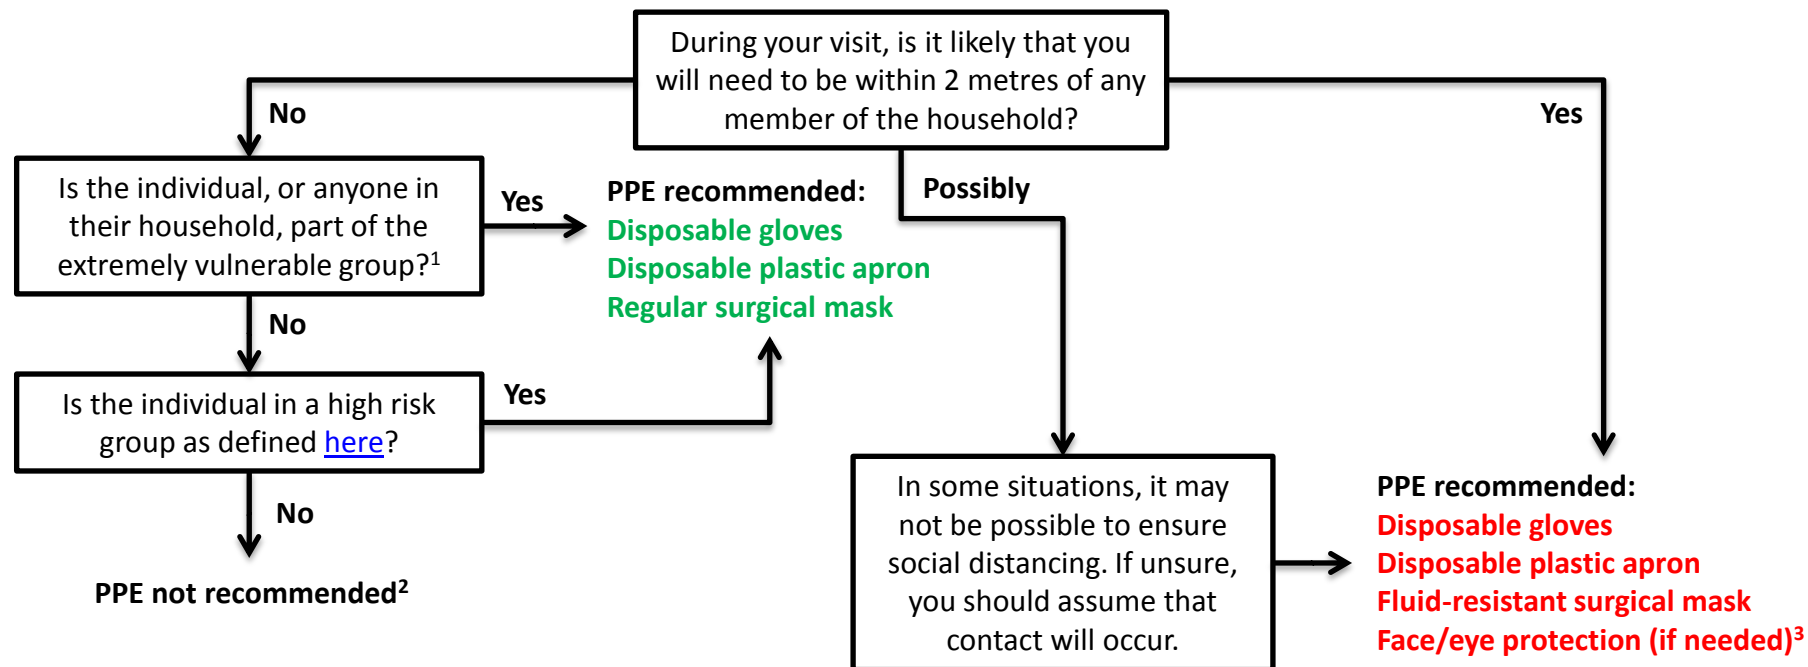 During your visit, is it likely that you
will need to be within 2 metres of any
member of the household?
No
Yes
Possibly
Is the individual, or anyone in
their household, part of the
extremely vulnerable group?¹
Yes
PPE recommended:
Disposable gloves
Disposable plastic apron
Regular surgical mask
No
Is the individual in a high risk
group as defined here?
Yes
No
PPE not recommended²
In some situations, it may
not be possible to ensure
social distancing. If unsure,
you should assume that
contact will occur.
PPE recommended:
Disposable gloves
Disposable plastic apron
Fluid-resistant surgical mask
Face/eye protection (if needed)³